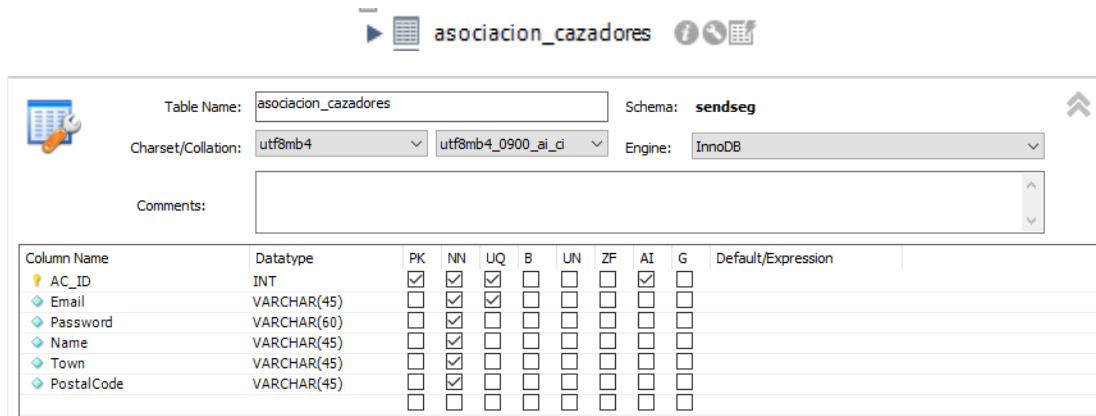 asociacion_cazadores
Table Name: asociacion_cazadores Schema: sendseg
Charset/Collation: utf8mb4 utf8mb4_0900_ai_ci Engine: InnoDB
Comments:
Column Name Datatype PK NN UQ B UN ZF AI G Default/Expression
AC_ID INT
Email VARCHAR(45)
Password VARCHAR(60)
Name VARCHAR(45)
Town VARCHAR(45)
PostalCode VARCHAR(45)